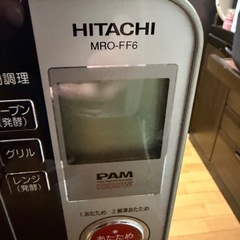 HITACHI
MRO-FF6
調理
ーブン
(発酵)
グリル
レンジ
(発酵)
PAM
1あたため 2解凍あたため
あたため